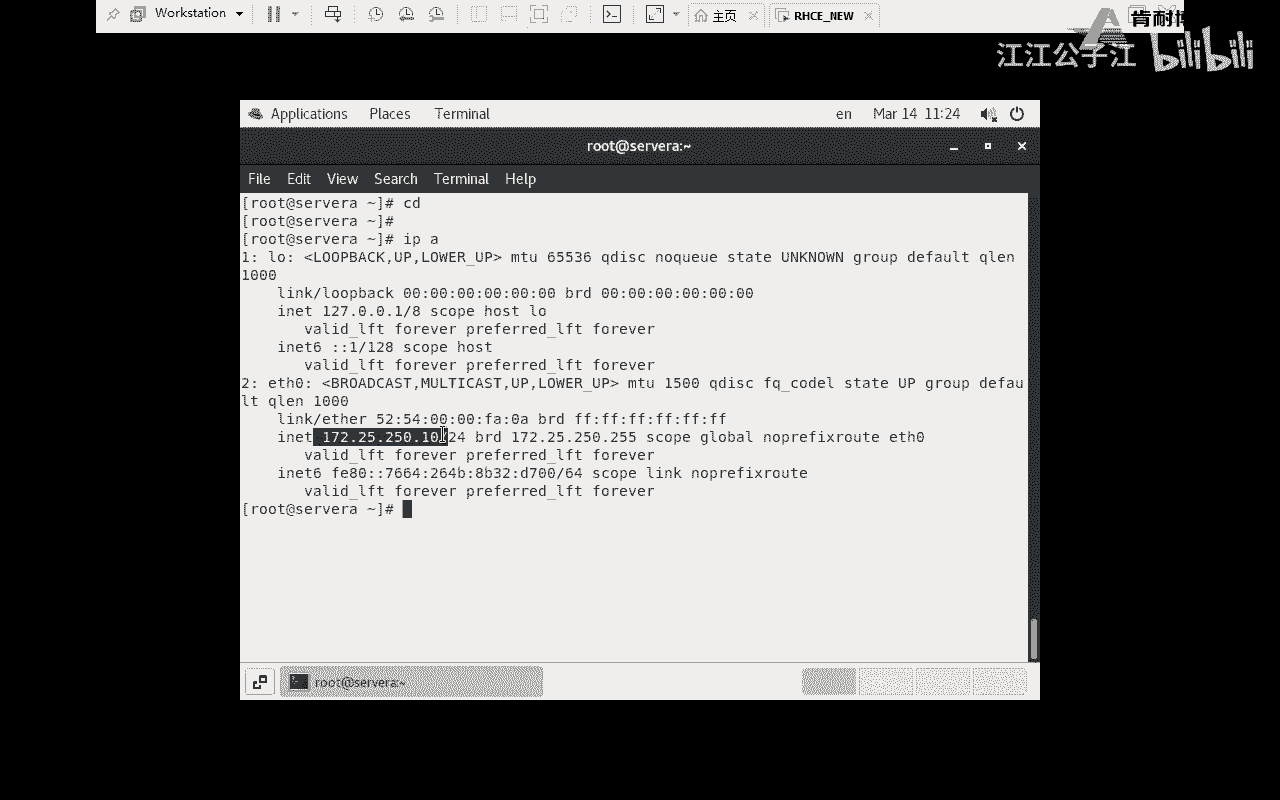 Workstation
主页
RHCE_NEW
肯耐博
江江公子江 bilibili
Applications Places Terminal en Mar 14 11:24
root@servera:~
File Edit View Search Terminal Help
[root@servera ~]# cd
[root@servera ~]#
[root@servera ~]# ip a
1: lo: <LOOPBACK,UP,LOWER_UP> mtu 65536 qdisc noqueue state UNKNOWN group default qlen
1000
link/loopback 00:00:00:00:00:00 brd 00:00:00:00:00:00
inet 127.0.0.1/8 scope host lo
valid_lft forever preferred_lft forever
inet6 ::1/128 scope host
valid_lft forever preferred_lft forever
2: eth0: <BROADCAST,MULTICAST,UP,LOWER_UP> mtu 1500 qdisc fq_codel state UP group defau
lt qlen 1000
link/ether 52:54:00:00:fa:0a brd ff:ff:ff:ff:ff:ff
inet 172.25.250.10/24 brd 172.25.250.255 scope global noprefixroute eth0
valid_lft forever preferred_lft forever
inet6 fe80::7664:264b:8b32:d700/64 scope link noprefixroute
valid_lft forever preferred_lft forever
[root@servera ~]#
root@servera:~